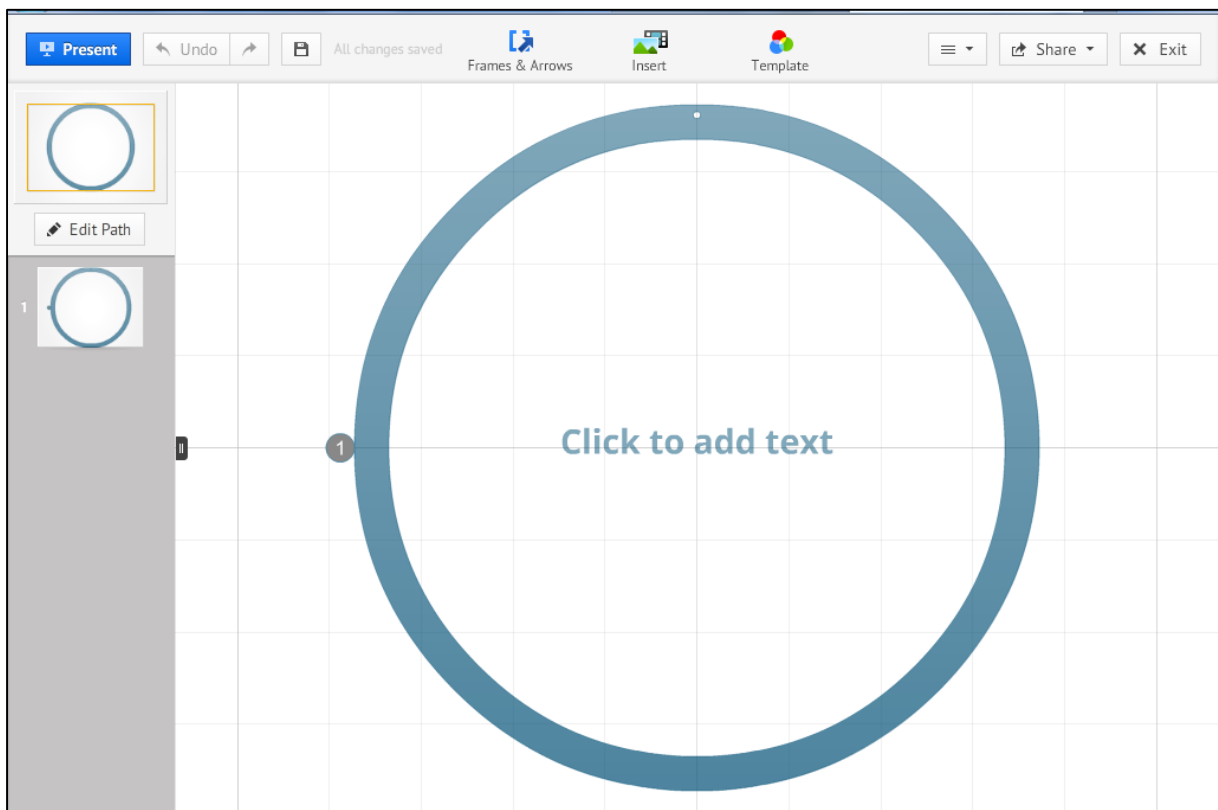 Present
Undo
All changes saved
Frames & Arrows
Insert
Template
Share
Exit
Edit Path
1
1
Click to add text